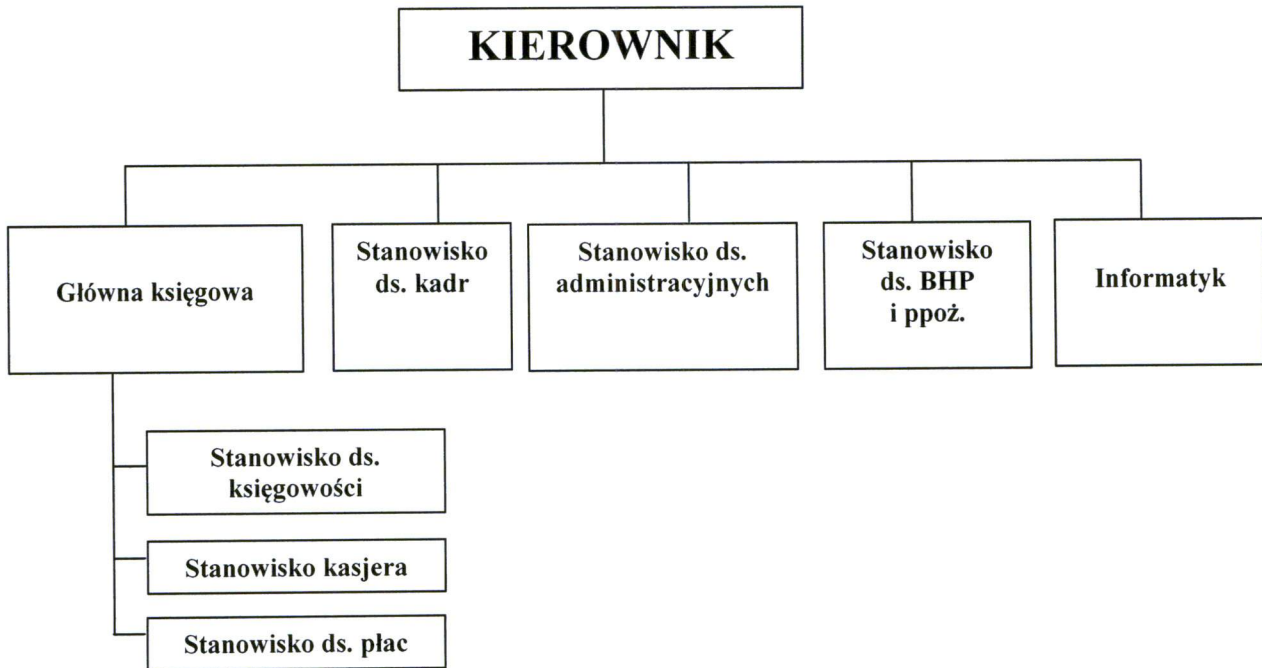 KIEROWNIK
Główna księgowa
Stanowisko
ds. kadr
Stanowisko ds.
administracyjnych
Stanowisko
ds. BHP
i ppoż.
Informatyk
Stanowisko ds.
księgowości
Stanowisko kasjera
Stanowisko ds. płac